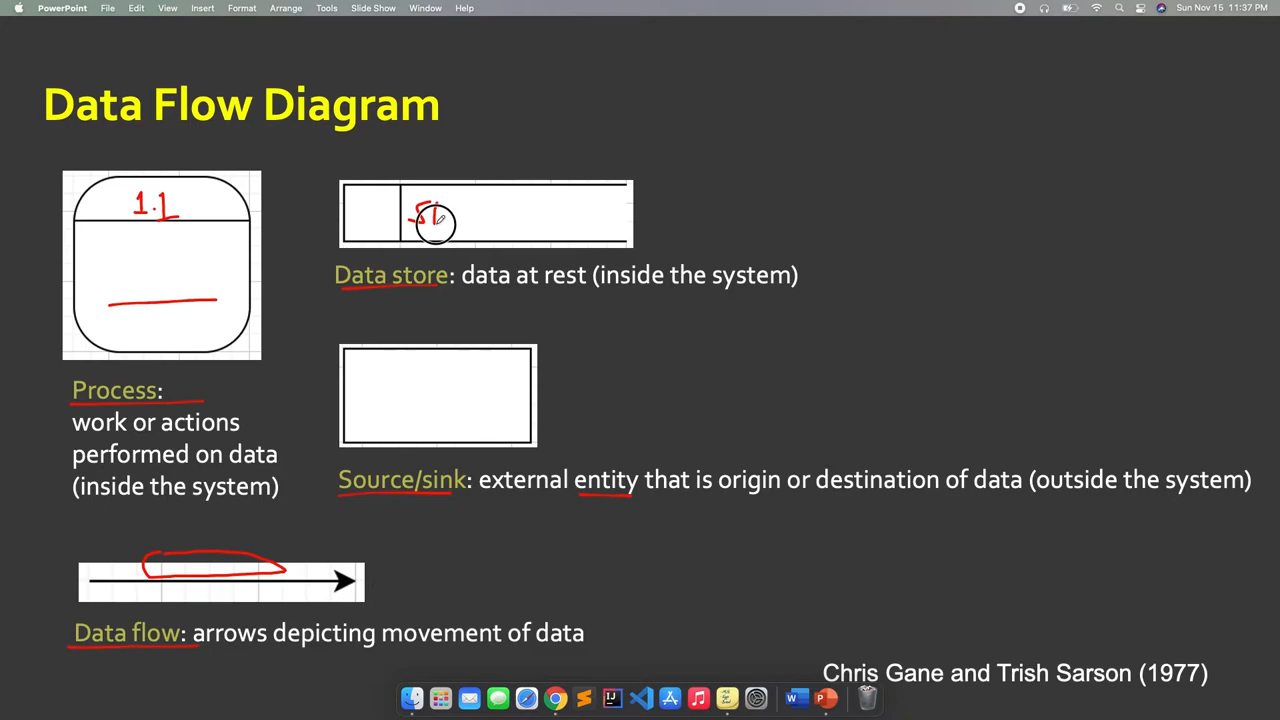 PowerPoint File Edit View Insert Format Arrange Tools Slide Show Window Help Sun Nov 15 11:37 PM
Data Flow Diagram
1.1
Data store: data at rest (inside the system)
Process:
work or actions
performed on data
(inside the system)
Source/sink: external entity that is origin or destination of data (outside the system)
Data flow: arrows depicting movement of data
Chris Gane and Trish Sarson (1977)